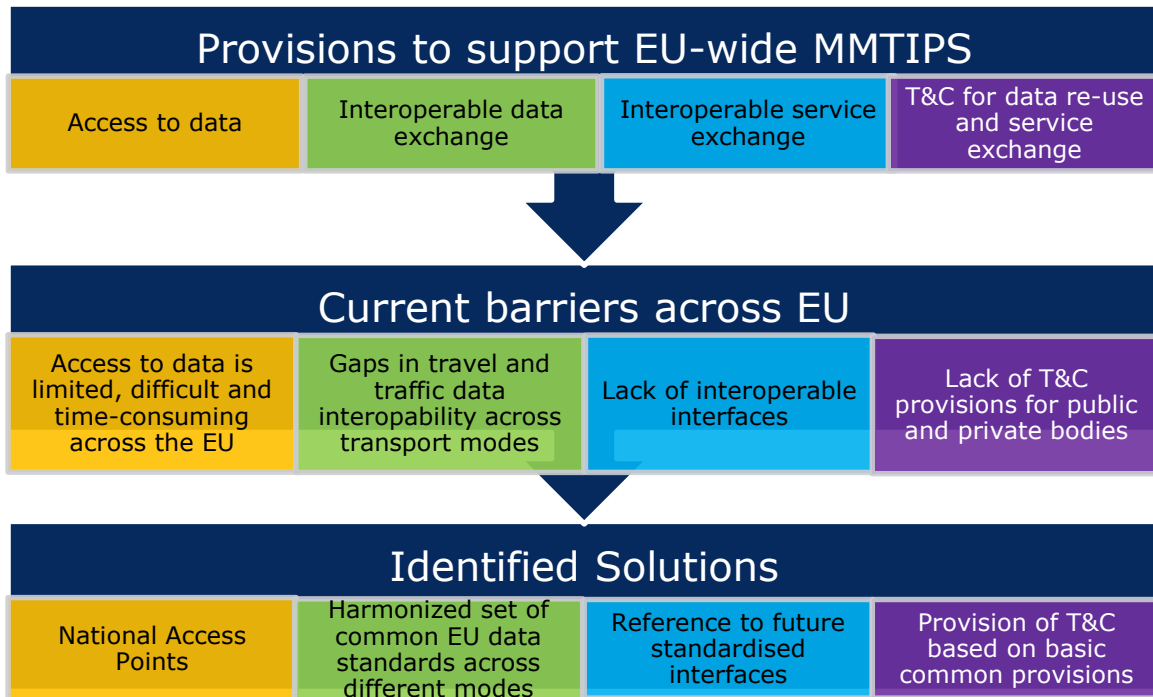 Provisions to support EU-wide MMTIPS
Access to data
Interoperable data
exchange
Interoperable service
exchange
T&C for data re-use
and service
exchange
Current barriers across EU
Access to data is
limited, difficult and
time-consuming
across the EU
Gaps in travel and
traffic data
interopability across
transport modes
Lack of interoperable
interfaces
Lack of T&C
provisions for public
and private bodies
Identified Solutions
National Access
Points
Harmonized set of
common EU data
standards across
different modes
Reference to future
standardised
interfaces
Provision of T&C
based on basic
common provisions